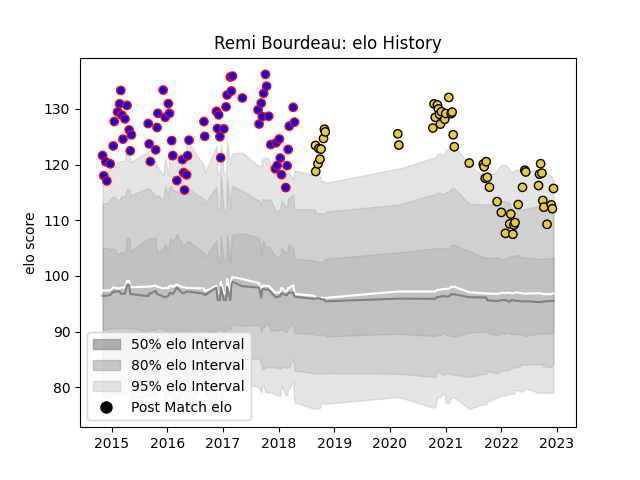 Remi Bourdeau: elo History
elo score
130
120
110
100
90
80
50% elo Interval
80% elo Interval
95% elo Interval
Post Match elo
2015 2016 2017 2018 2019 2020 2021 2022 2023